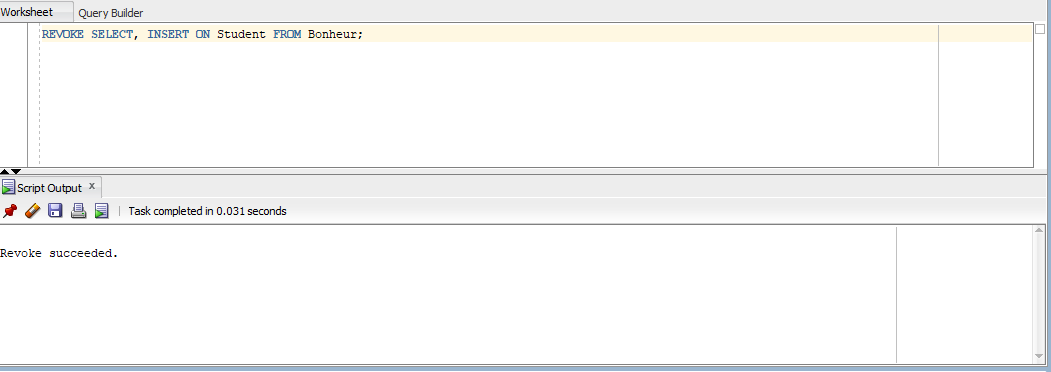 Worksheet Query Builder
REVOKE SELECT, INSERT ON Student FROM Bonheur;
Script Output x
Task completed in 0.031 seconds
Revoke succeeded.